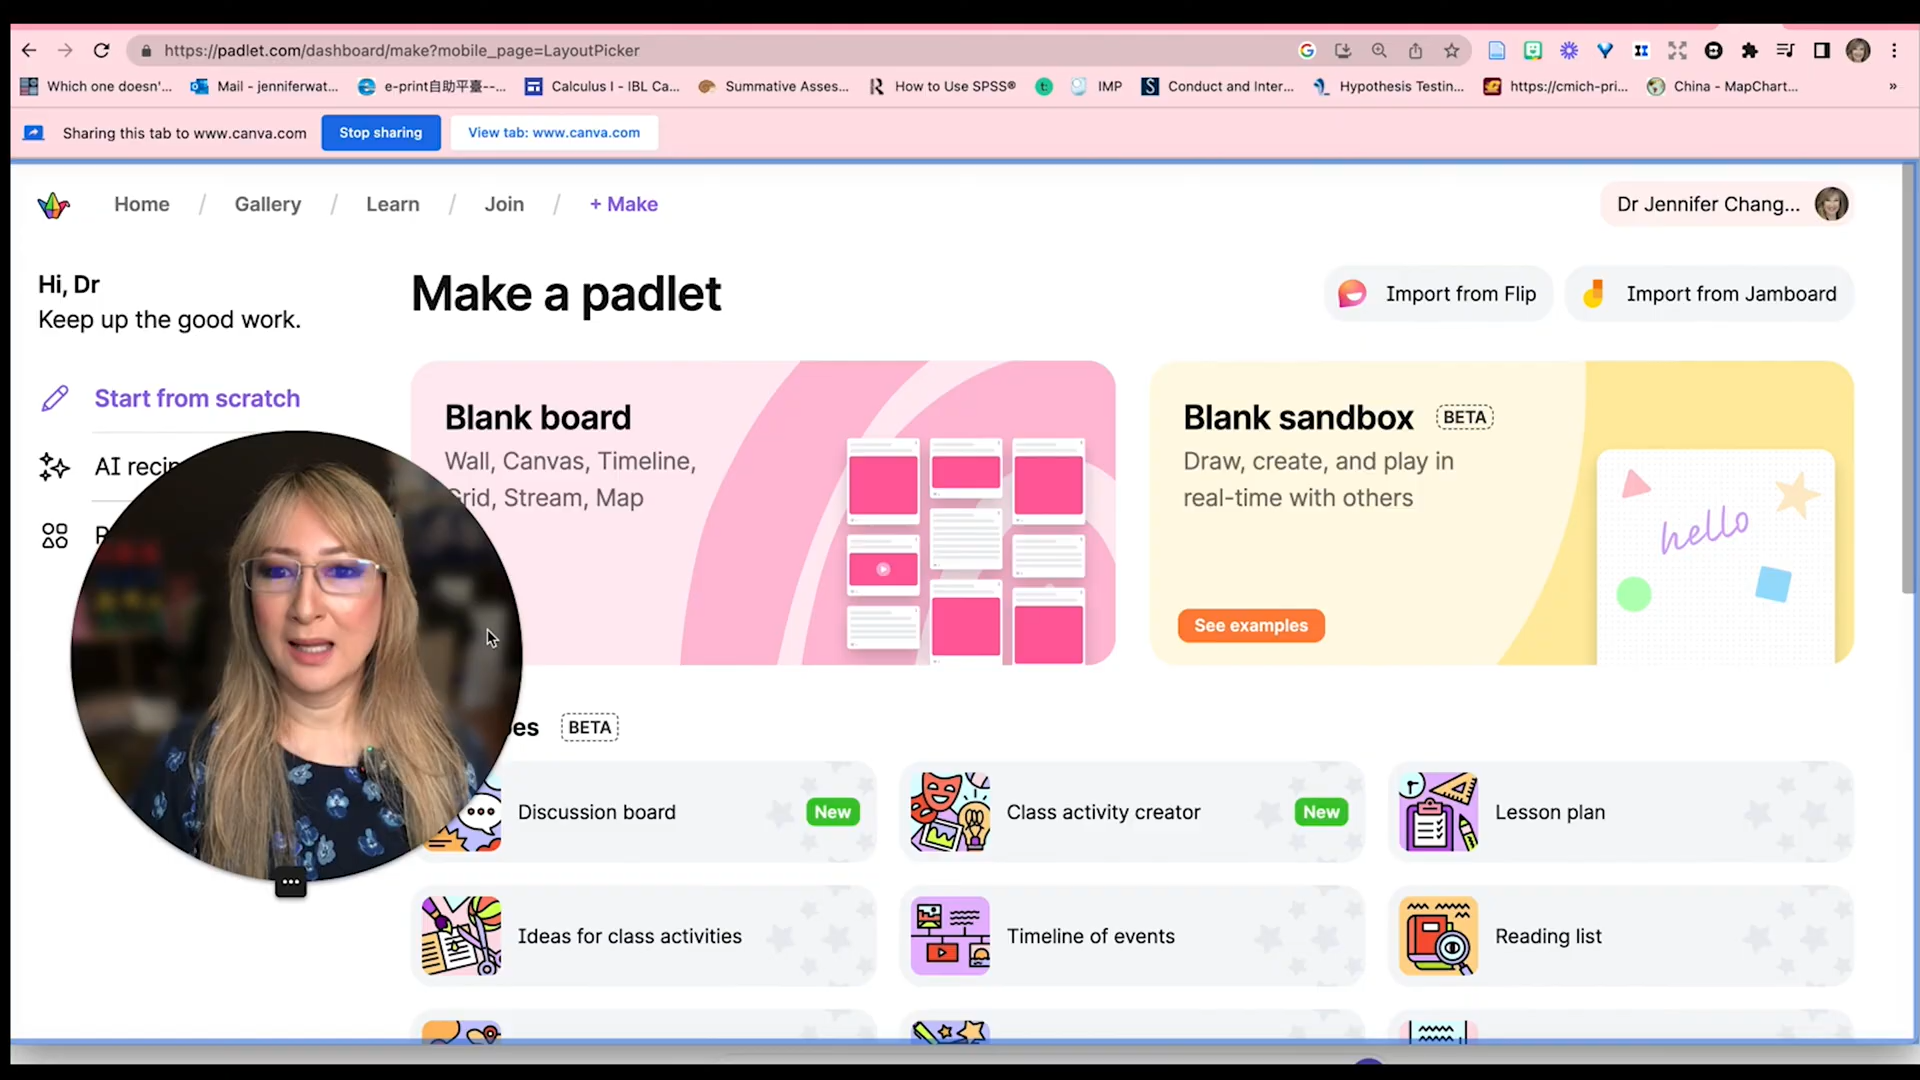 https://padlet.com/dashboard/make?mobile_page=LayoutPicker
Which one doesn'...
Mail - jenniferwat...
e-print自助平臺--...
Calculus I - IBL Ca...
Summative Asses...
How to Use SPSS®
IMP
Conduct and Inter...
Hypothesis Testin...
https://cmich-pri...
China - MapChart...
»
Sharing this tab to www.canva.com
Stop sharing
View tab: www.canva.com
Home / Gallery / Learn / Join / + Make
Dr Jennifer Chang...
Hi, Dr
Keep up the good work.
Make a padlet
Import from Flip
Import from Jamboard
Start from scratch
AI
Blank board
Wall, Canvas, Timeline,
Stream, Map
Blank sandbox BETA
Draw, create, and play in
real-time with others
hello
See examples
BETA
Discussion board New
Class activity creator New
Lesson plan
Ideas for class activities
Timeline of events
Reading list